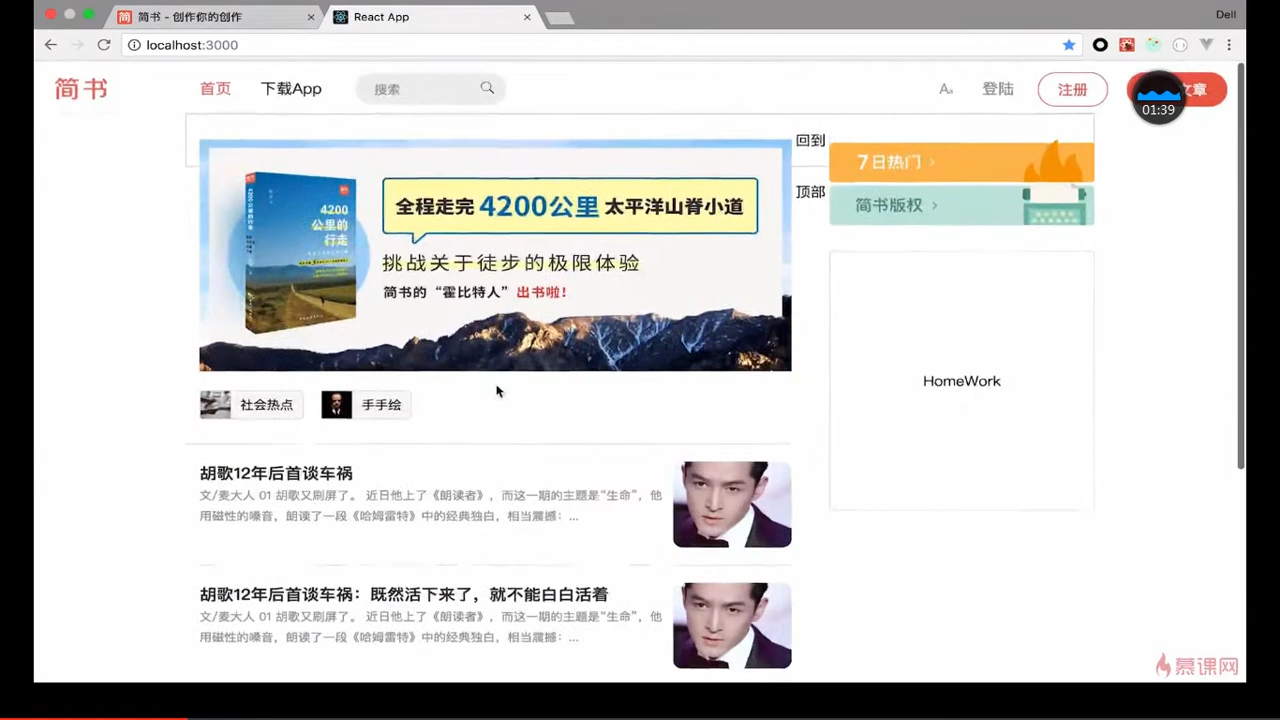 简书 - 创作你的创作
React App
Dell
localhost:3000
简书
首页
下载App
搜索
Aa
登陆
注册
文章
01:39
回到
顶部
4200
公里的
行走
全程走完 4200公里 太平洋山脊小道
挑战关于徒步的极限体验
简书的“霍比特人”出书啦!
7日热门 >
简书版权 >
HomeWork
社会热点
手手绘
胡歌12年后首谈车祸
文/麦大人 01 胡歌又刷屏了。 近日他上了《朗读者》，而这一期的主题是“生命”，他
用磁性的嗓音，朗读了一段《哈姆雷特》中的经典独白，相当震撼：...
胡歌12年后首谈车祸：既然活下来了，就不能白白活着
文/麦大人 01 胡歌又刷屏了。 近日他上了《朗读者》，而这一期的主题是“生命”，他
用磁性的嗓音，朗读了一段《哈姆雷特》中的经典独白，相当震撼：...
慕课网